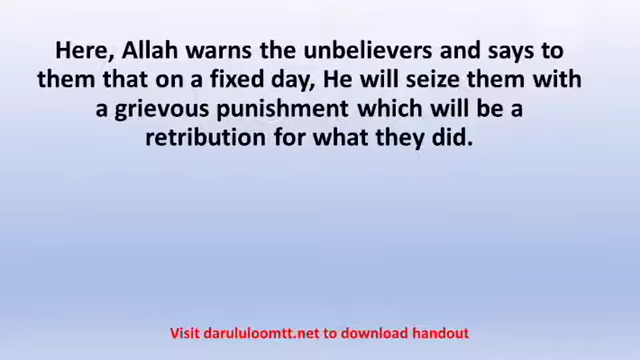 Here, Allah warns the unbelievers and says to
them that on a fixed day, He will seize them with
a grievous punishment which will be a
retribution for what they did.
Visit darululoomtt.net to download handout